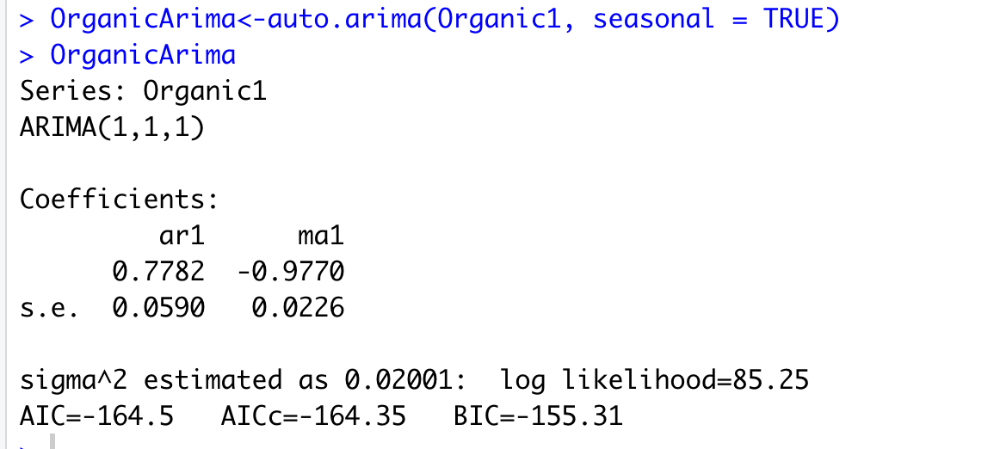 > OrganicArima<-auto.arima(Organic1, seasonal = TRUE)
> OrganicArima
Series: Organic1
ARIMA(1,1,1)
Coefficients:
ar1 ma1
0.7782 -0.9770
s.e. 0.0590 0.0226
sigma^2 estimated as 0.02001: log likelihood=85.25
AIC=-164.5 AICc=-164.35 BIC=-155.31
>